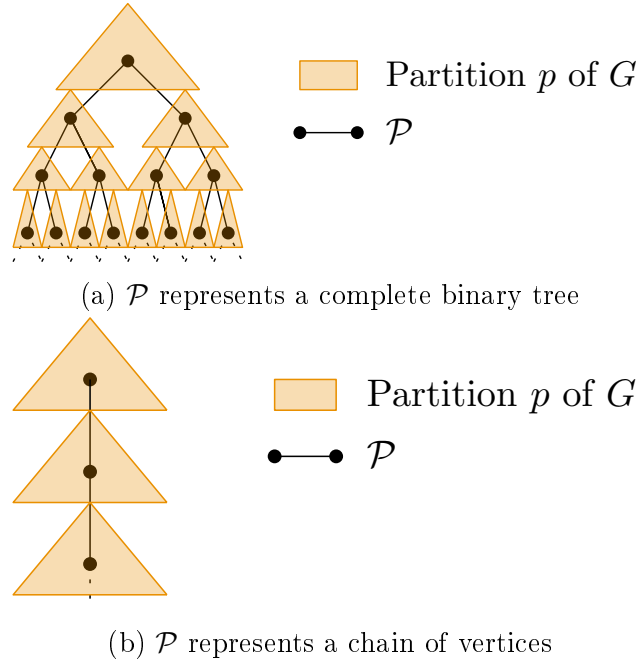 Partition p of G
𝒫
(a) 𝒫 represents a complete binary tree
Partition p of G
𝒫
(b) 𝒫 represents a chain of vertices